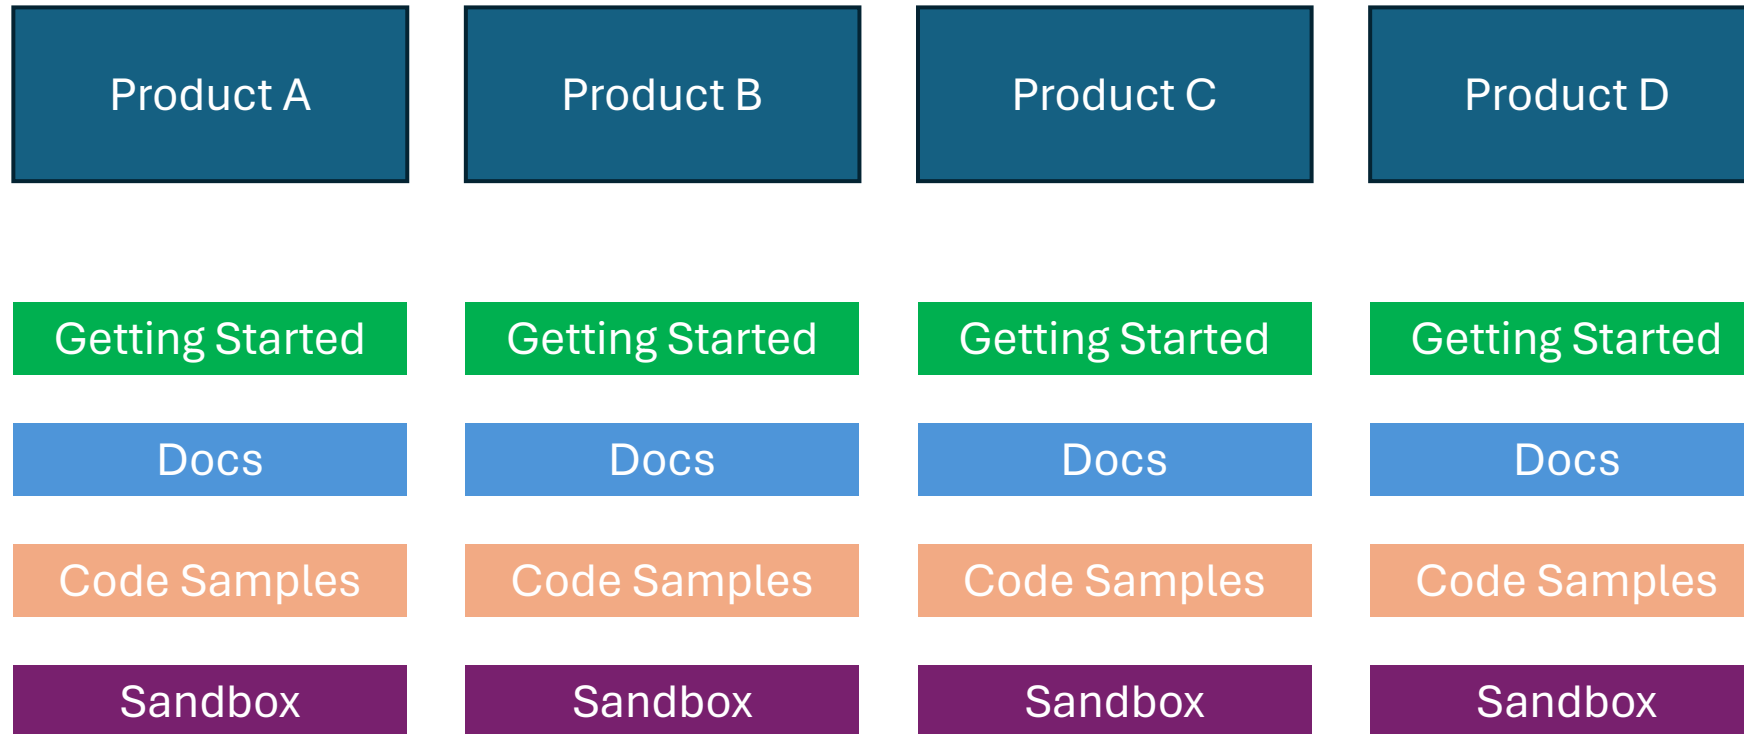 Product A
Product B
Product C
Product D
Getting Started
Getting Started
Getting Started
Getting Started
Docs
Docs
Docs
Docs
Code Samples
Code Samples
Code Samples
Code Samples
Sandbox
Sandbox
Sandbox
Sandbox